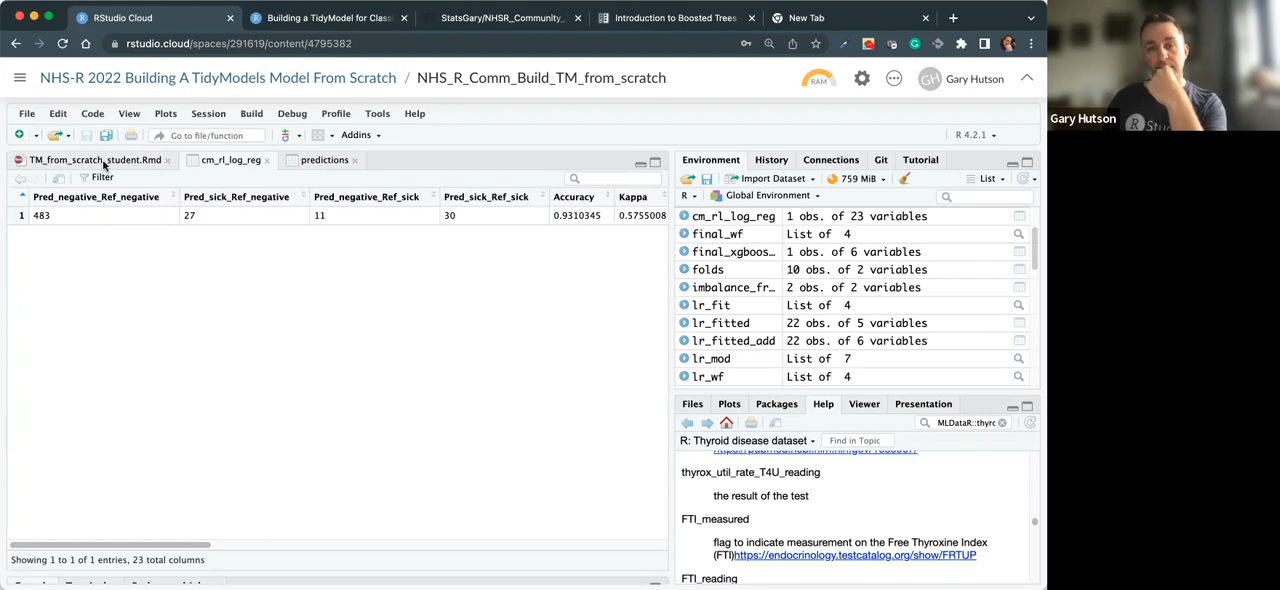 RStudio Cloud
Building a TidyModel for Class
StatsGary/NHSR_Community_
Introduction to Boosted Trees
New Tab
rstudio.cloud/spaces/291619/content/4795382
NHS-R 2022 Building A TidyModels Model From Scratch / NHS_R_Comm_Build_TM_from_scratch
RAM
GH Gary Hutson
File Edit Code View Plots Session Build Debug Profile Tools Help
Go to file/function
Addins
R 4.2.1
TM_from_scratch_student.Rmd
cm_rl_log_reg
predictions
Filter
Pred_negative_Ref_negative Pred_sick_Ref_negative Pred_negative_Ref_sick Pred_sick_Ref_sick Accuracy Kappa
1 483 27 11 30 0.9310345 0.5755008
Showing 1 to 1 of 1 entries, 23 total columns
Environment History Connections Git Tutorial
Import Dataset 759 MiB List
R Global Environment
cm_rl_log_reg 1 obs. of 23 variables
final_wf List of 4
final_xgboos… 1 obs. of 6 variables
folds 10 obs. of 2 variables
imbalance_fr… 2 obs. of 2 variables
lr_fit List of 4
lr_fitted 22 obs. of 5 variables
lr_fitted_add 22 obs. of 6 variables
lr_mod List of 7
lr_wf List of 4
Files Plots Packages Help Viewer Presentation
MLDataR::thyrc
R: Thyroid disease dataset Find in Topic
thyrox_util_rate_T4U_reading
the result of the test
FTI_measured
flag to indicate measurement on the Free Thyroxine Index
(FTI)https://endocrinology.testcatalog.org/show/FRTUP
FTI_reading
Gary Hutson